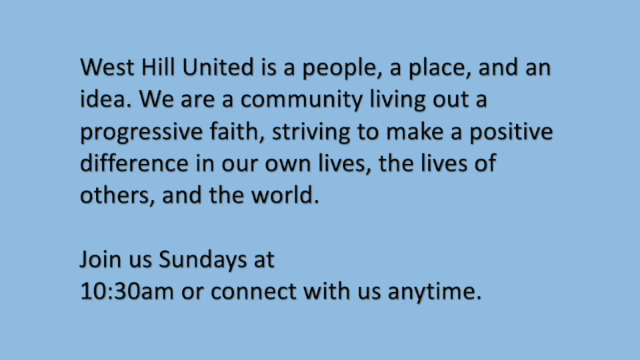 West Hill United is a people, a place, and an
idea. We are a community living out a
progressive faith, striving to make a positive
difference in our own lives, the lives of
others, and the world.
Join us Sundays at
10:30am or connect with us anytime.